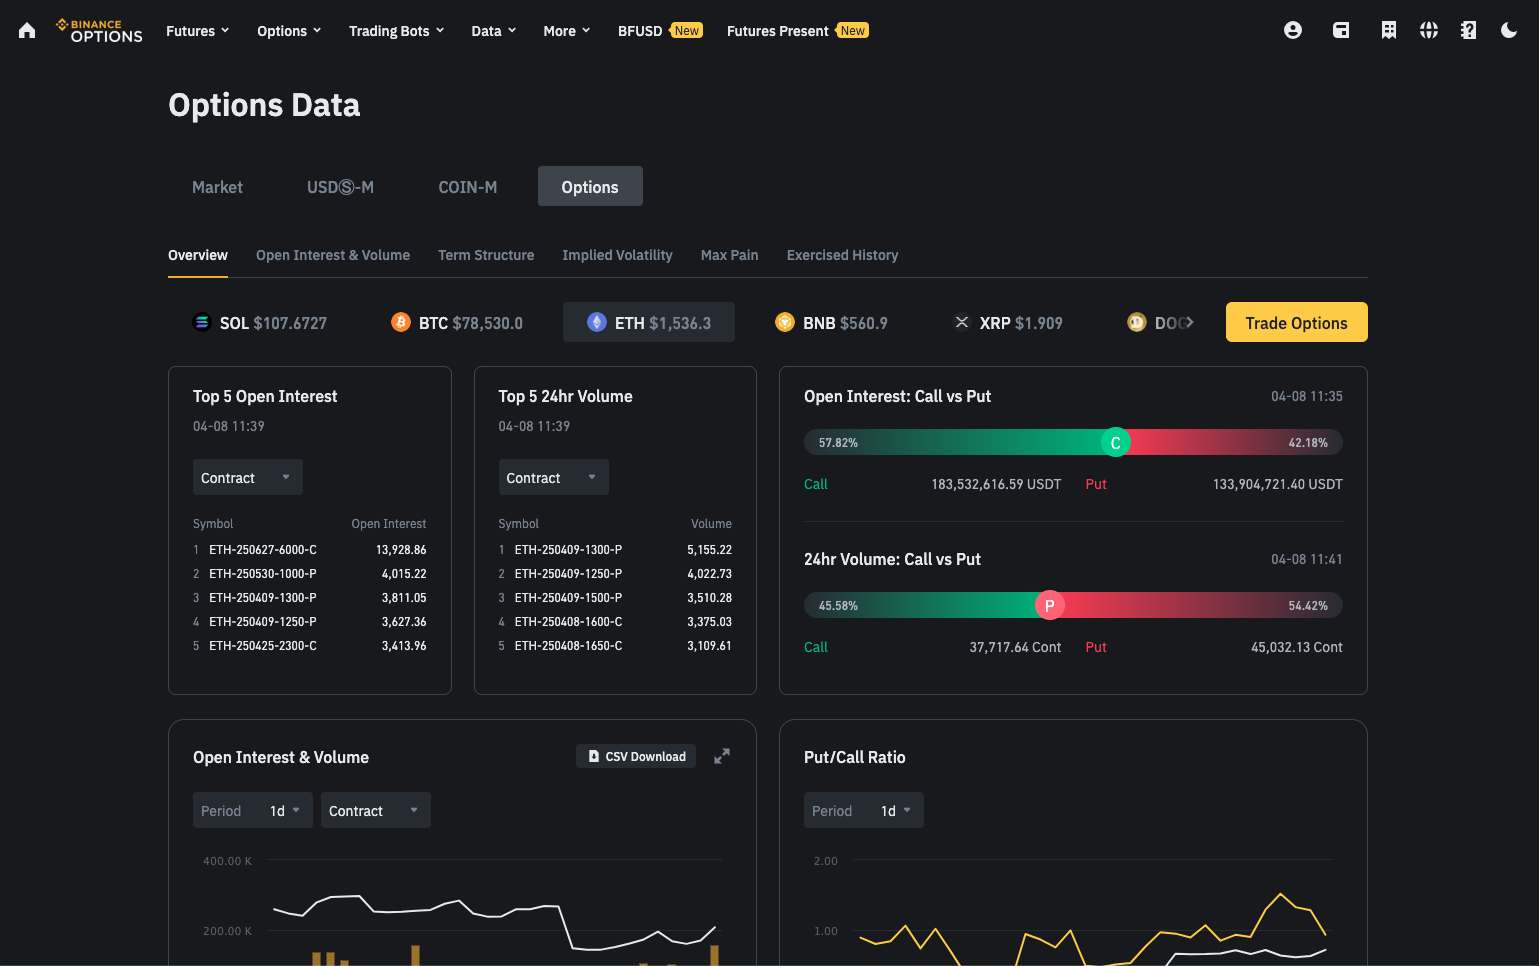 BINANCE OPTIONS Futures Options Trading Bots Data More BFUSD New Futures Present New
Options Data
Market USDⓈ-M COIN-M Options
Overview Open Interest & Volume Term Structure Implied Volatility Max Pain Exercised History
SOL $107.6727 BTC $78,530.0 ETH $1,536.3 BNB $560.9 XRP $1.909 DOG Trade Options
Top 5 Open Interest
04-08 11:39
Contract
Symbol Open Interest
1 ETH-250627-6000-C 13,928.86
2 ETH-250530-1000-P 4,015.22
3 ETH-250409-1300-P 3,811.05
4 ETH-250409-1250-P 3,627.36
5 ETH-250425-2300-C 3,413.96
Top 5 24hr Volume
04-08 11:39
Contract
Symbol Volume
1 ETH-250409-1300-P 5,155.22
2 ETH-250409-1250-P 4,022.73
3 ETH-250409-1500-P 3,510.28
4 ETH-250408-1600-C 3,375.03
5 ETH-250408-1650-C 3,109.61
Open Interest: Call vs Put 04-08 11:35
57.82% C 42.18%
Call 183,532,616.59 USDT Put 133,904,721.40 USDT
24hr Volume: Call vs Put 04-08 11:41
45.58% P 54.42%
Call 37,717.64 Cont Put 45,032.13 Cont
Open Interest & Volume CSV Download
Period 1d Contract
400.00 K
200.00 K
Put/Call Ratio
Period 1d
2.00
1.00